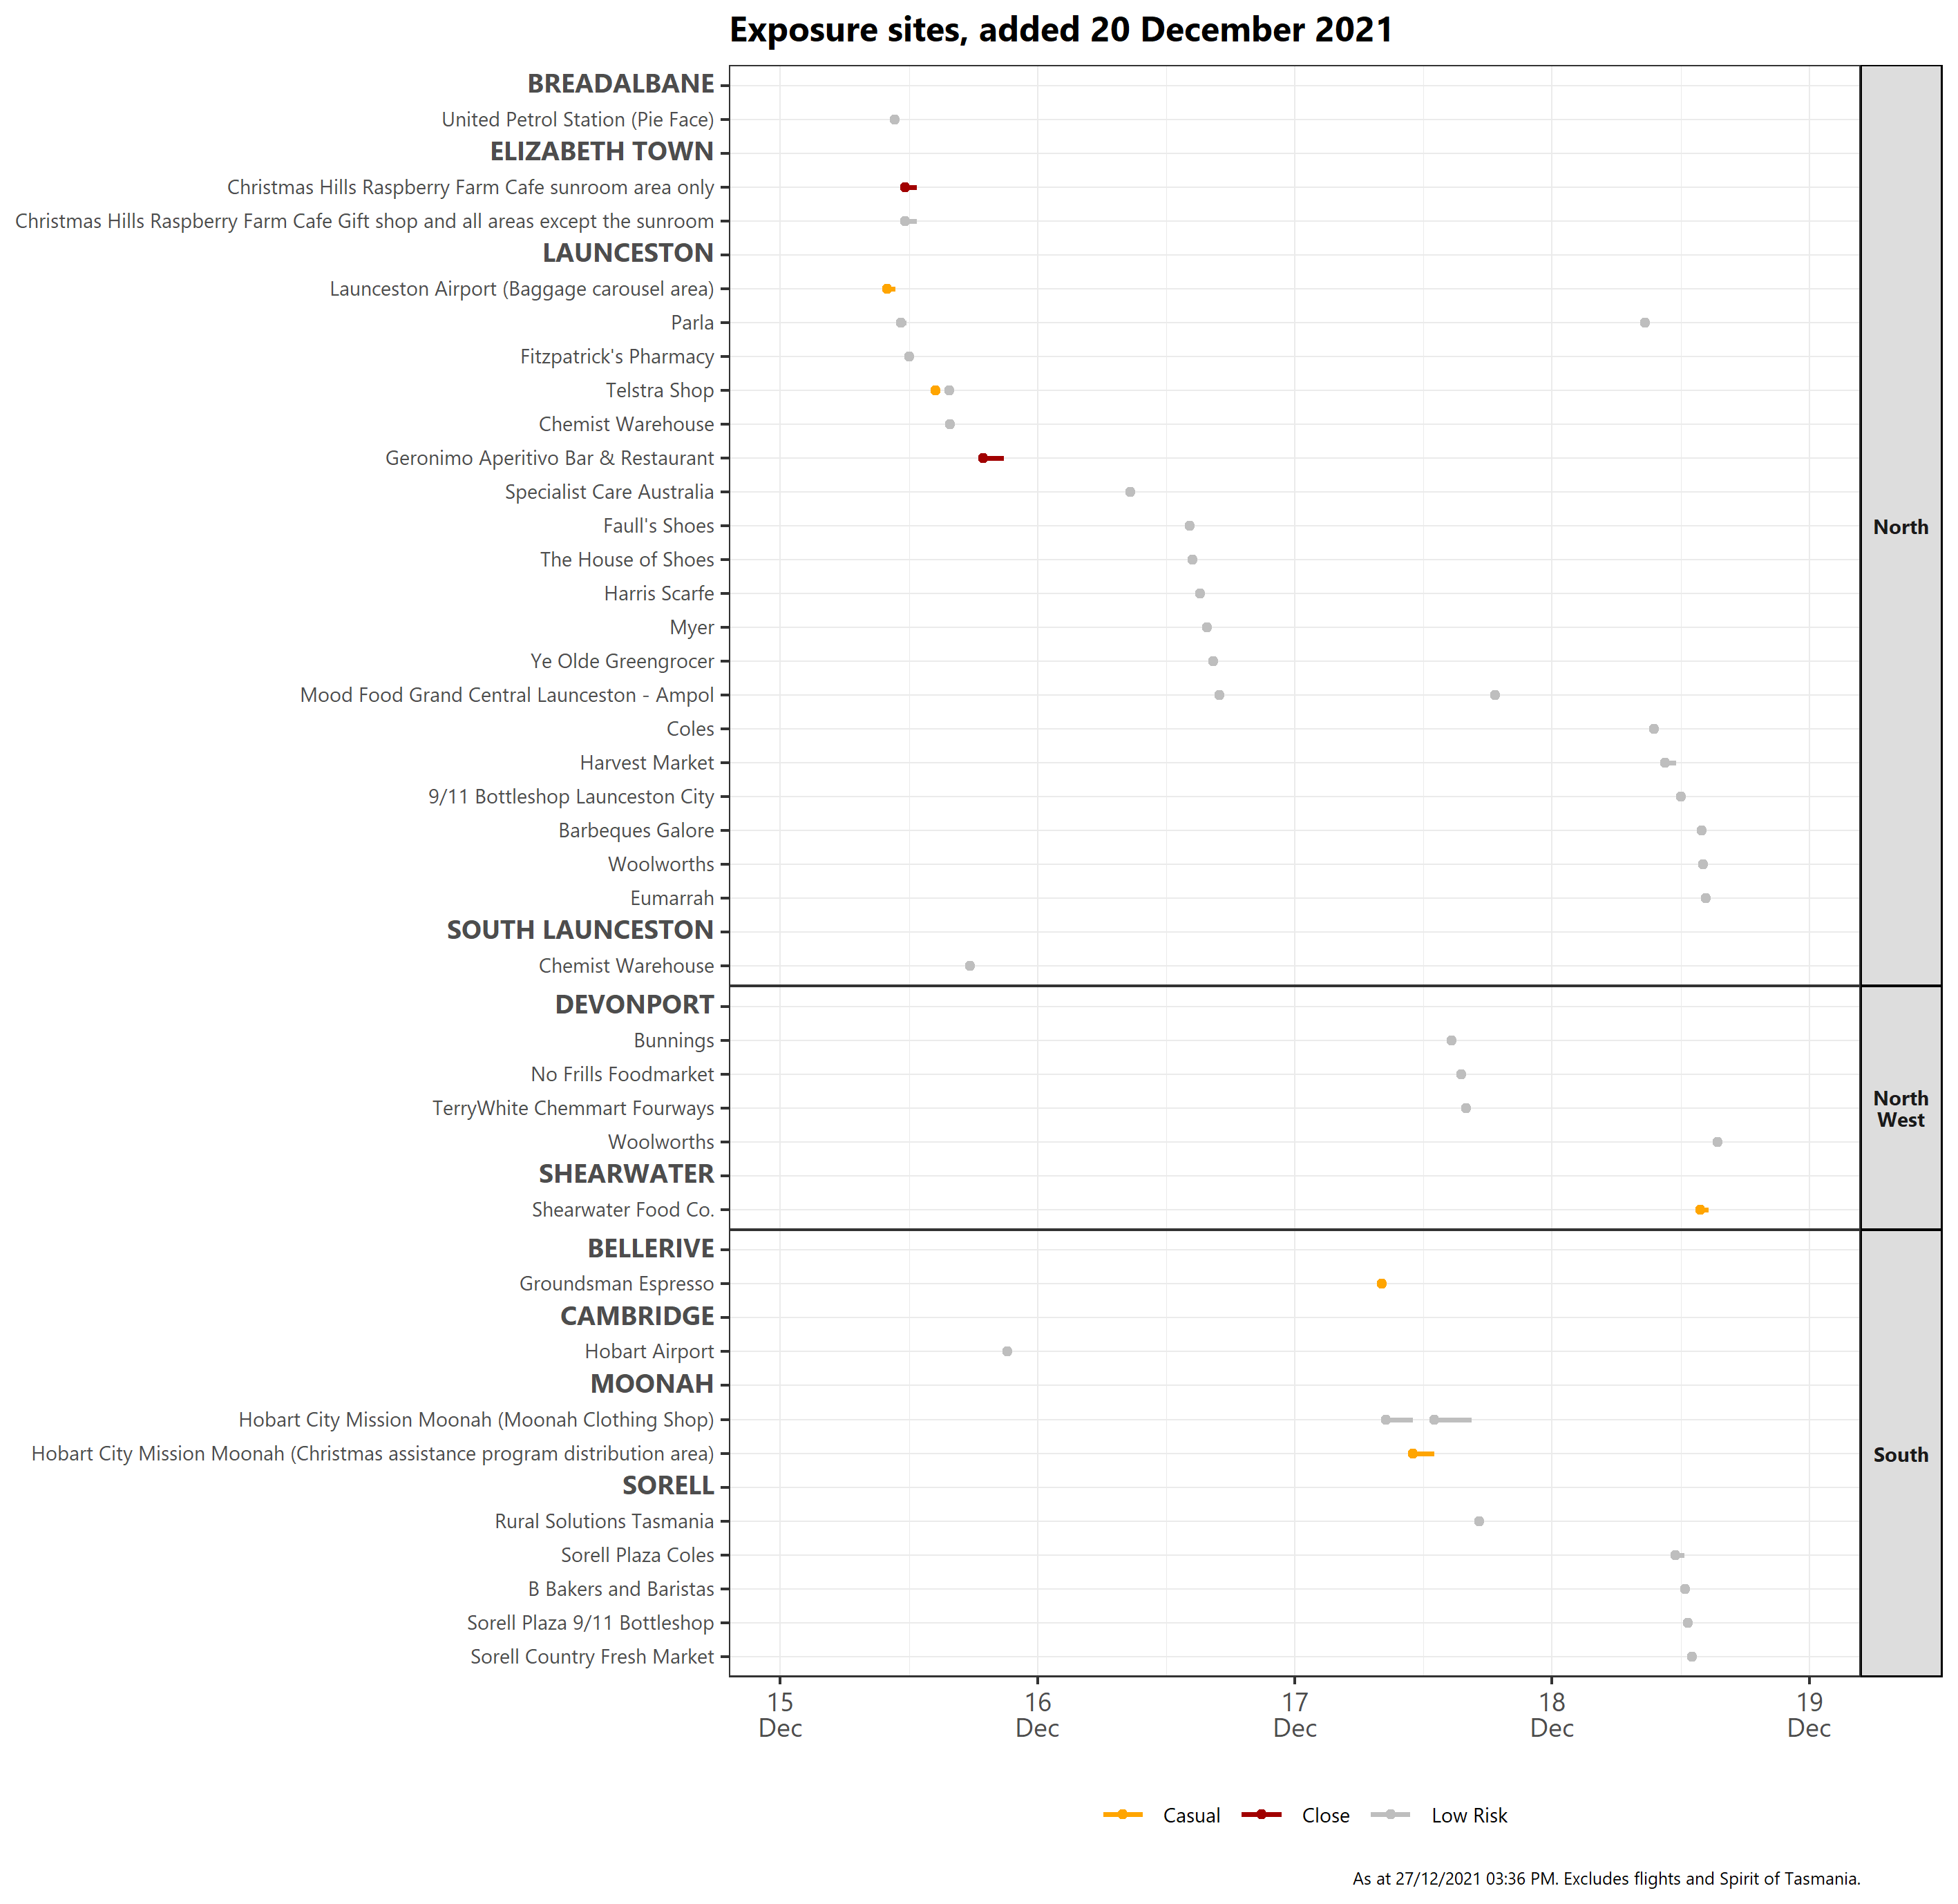 Exposure sites, added 20 December 2021
BREADALBANE
United Petrol Station (Pie Face)
ELIZABETH TOWN
Christmas Hills Raspberry Farm Cafe sunroom area only
Christmas Hills Raspberry Farm Cafe Gift shop and all areas except the sunroom
LAUNCESTON
Launceston Airport (Baggage carousel area)
Parla
Fitzpatrick's Pharmacy
Telstra Shop
Chemist Warehouse
Geronimo Aperitivo Bar & Restaurant
Specialist Care Australia
Faull's Shoes
The House of Shoes
Harris Scarfe
Myer
Ye Olde Greengrocer
Mood Food Grand Central Launceston - Ampol
Coles
Harvest Market
9/11 Bottleshop Launceston City
Barbeques Galore
Woolworths
Eumarrah
SOUTH LAUNCESTON
Chemist Warehouse
North
DEVONPORT
Bunnings
No Frills Foodmarket
TerryWhite Chemmart Fourways
Woolworths
SHEARWATER
Shearwater Food Co.
North
West
BELLERIVE
Groundsman Espresso
CAMBRIDGE
Hobart Airport
MOONAH
Hobart City Mission Moonah (Moonah Clothing Shop)
Hobart City Mission Moonah (Christmas assistance program distribution area)
SORELL
Rural Solutions Tasmania
Sorell Plaza Coles
B Bakers and Baristas
Sorell Plaza 9/11 Bottleshop
Sorell Country Fresh Market
South
15 16 17 18 19
Dec Dec Dec Dec Dec
Casual Close Low Risk
As at 27/12/2021 03:36 PM. Excludes flights and Spirit of Tasmania.